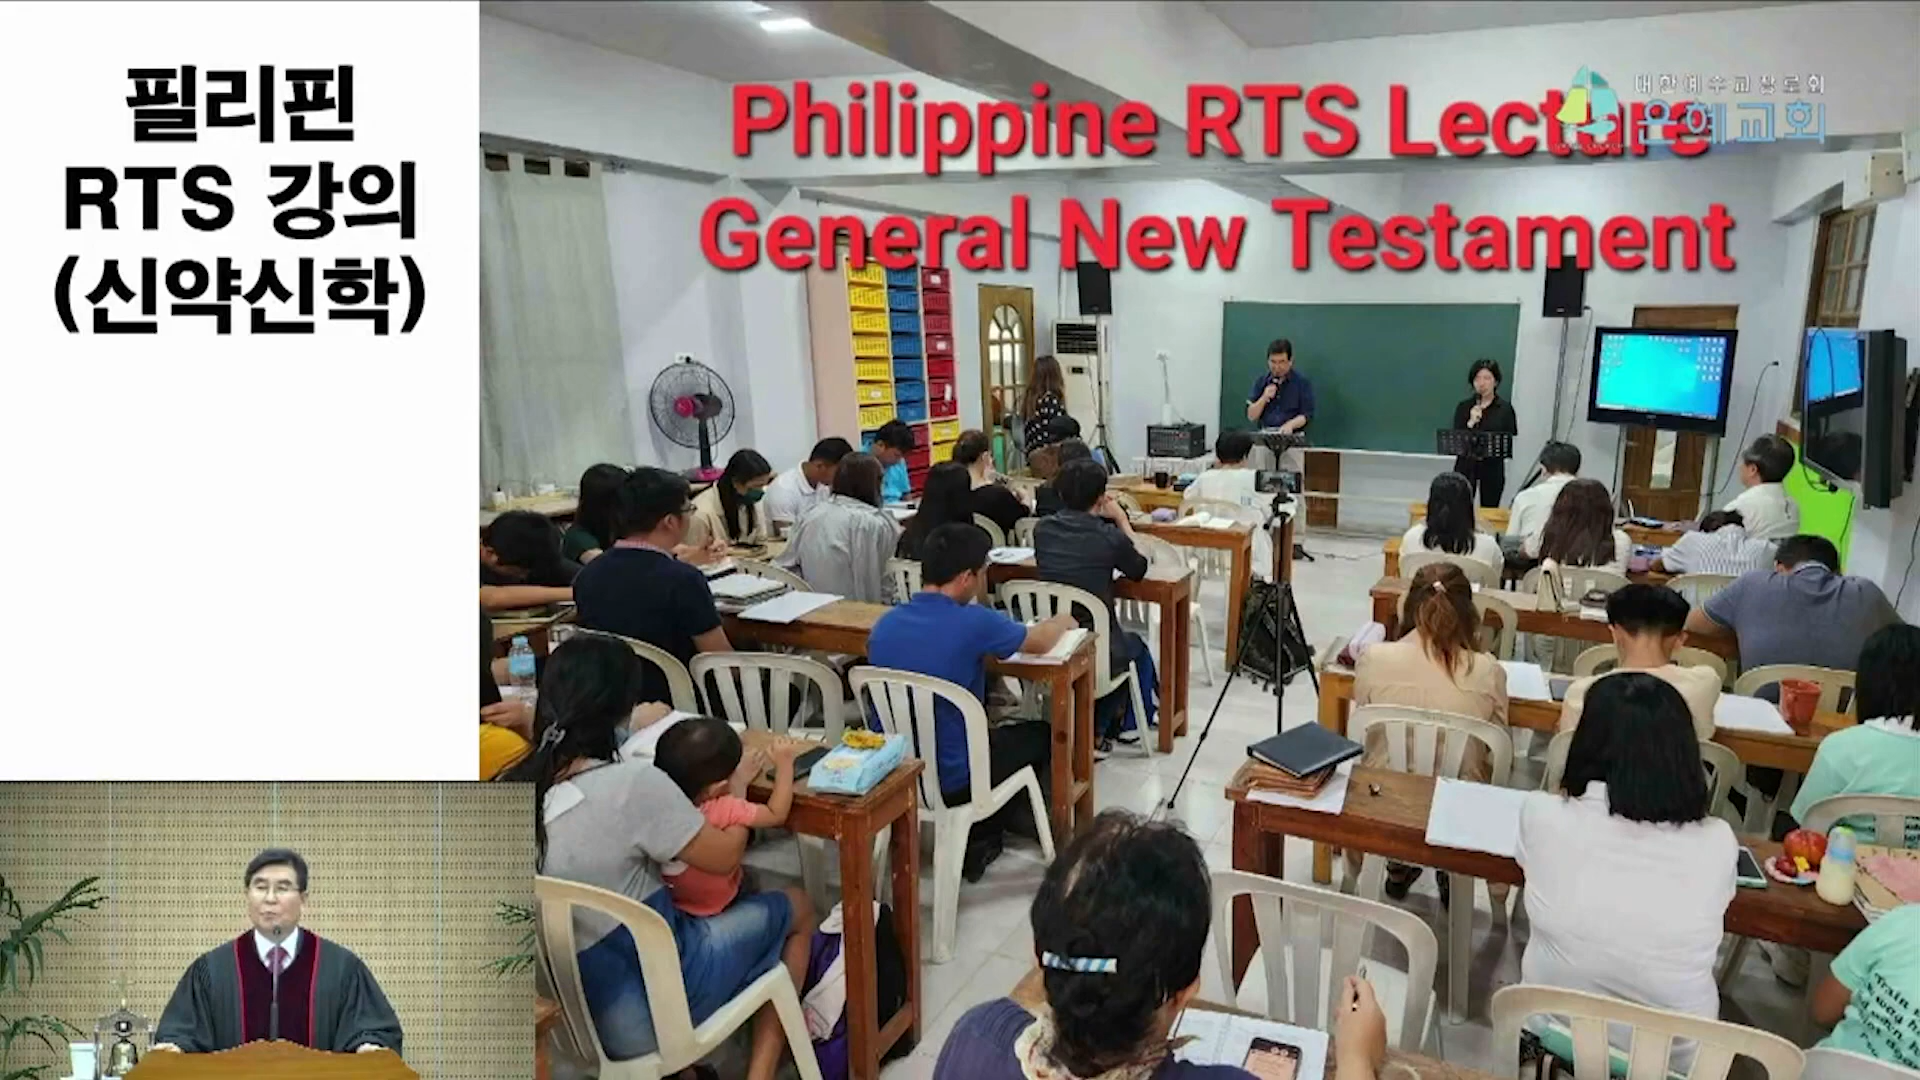 필리핀
RTS 강의
(신약신학)
Philippine RTS Lecture
General New Testament
대한예수교장로회
은혜교회